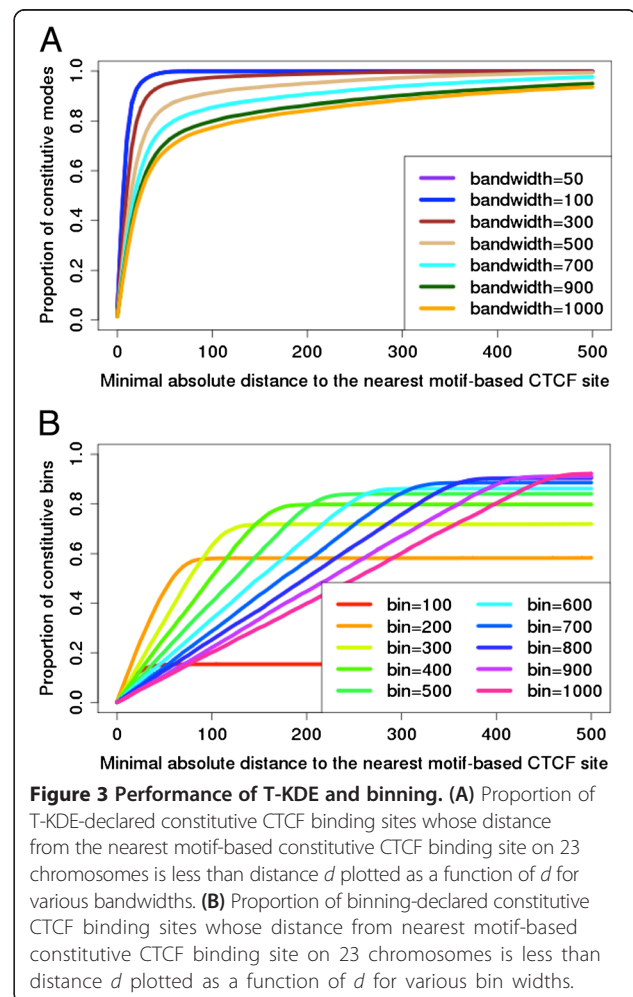 A
Proportion of constitutive modes
1.0
0.8
0.6
0.4
0.2
0.0
bandwidth=50
bandwidth=100
bandwidth=300
bandwidth=500
bandwidth=700
bandwidth=900
bandwidth=1000
0 100 200 300 400 500
Minimal absolute distance to the nearest motif-based CTCF site
B
Proportion of constitutive bins
1.0
0.8
0.6
0.4
0.2
0.0
bin=100 bin=600
bin=200 bin=700
bin=300 bin=800
bin=400 bin=900
bin=500 bin=1000
0 100 200 300 400 500
Minimal absolute distance to the nearest motif-based CTCF site
Figure 3 Performance of T-KDE and binning. (A) Proportion of
T-KDE-declared constitutive CTCF binding sites whose distance
from the nearest motif-based constitutive CTCF binding site on 23
chromosomes is less than distance d plotted as a function of d for
various bandwidths. (B) Proportion of binning-declared constitutive
CTCF binding sites whose distance from nearest motif-based
constitutive CTCF binding site on 23 chromosomes is less than
distance d plotted as a function of d for various bin widths.